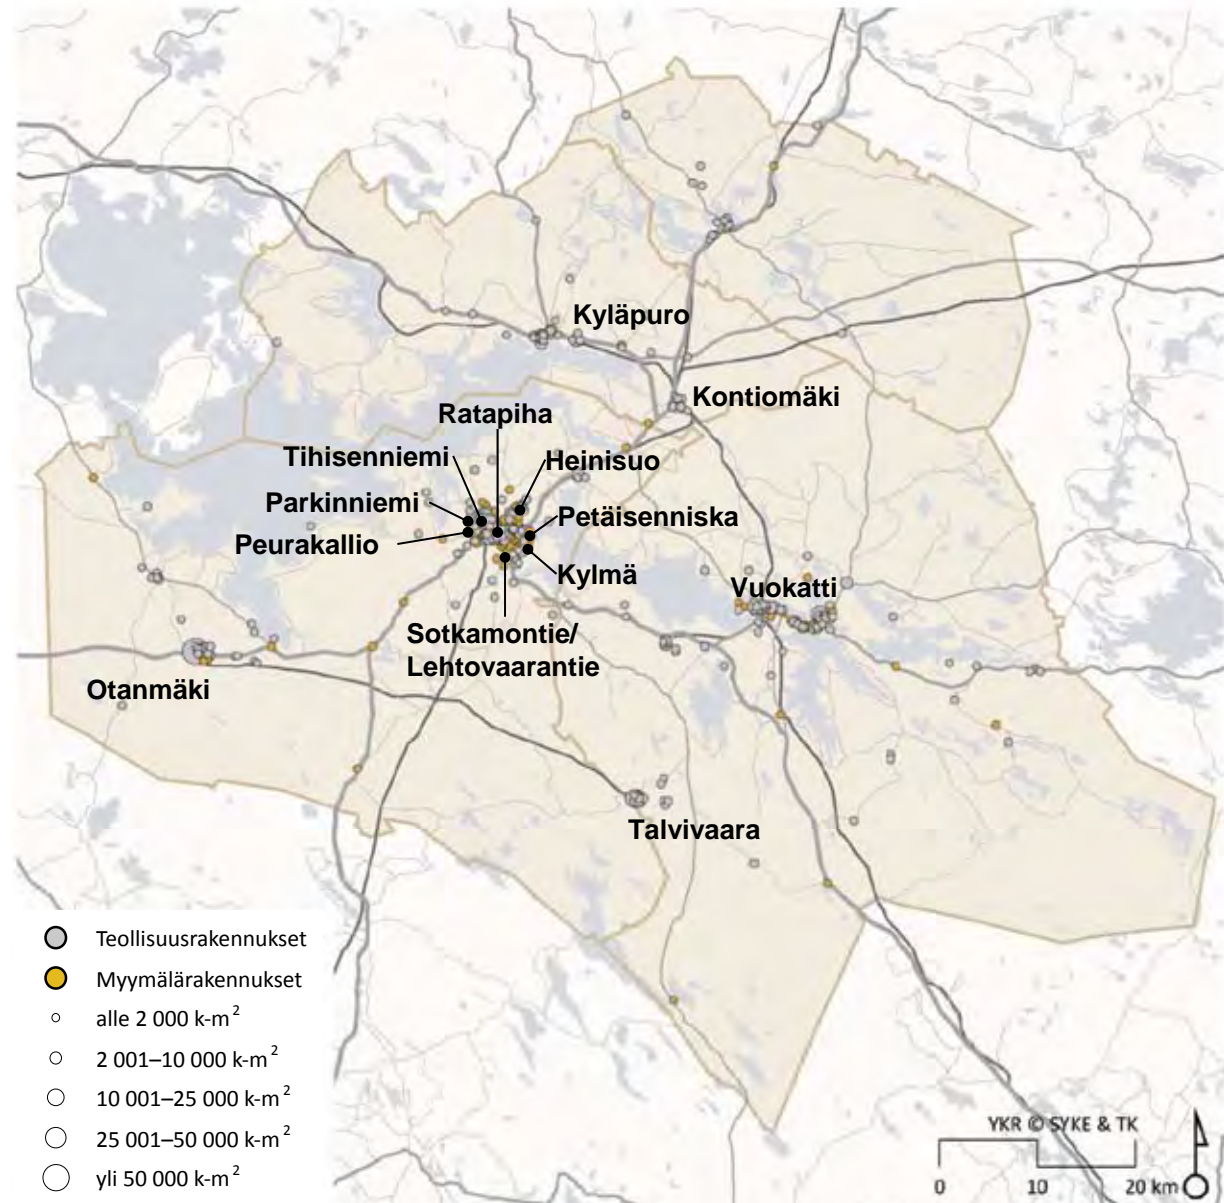 Kyläpuro
Kontiomäki
Ratapiha
Tihisenniemi
Heinisuo
Parkinniemi
Petäisenniska
Peurakallio
Kylmä
Vuokatti
Sotkamontie/
Lehtovaarantie
Otanmäki
Talvivaara
Teollisuusrakennukset
Myymälärakennukset
alle 2 000 k-m²
2 001–10 000 k-m²
10 001–25 000 k-m²
25 001–50 000 k-m²
yli 50 000 k-m²
YKR © SYKE & TK
0 10 20 km